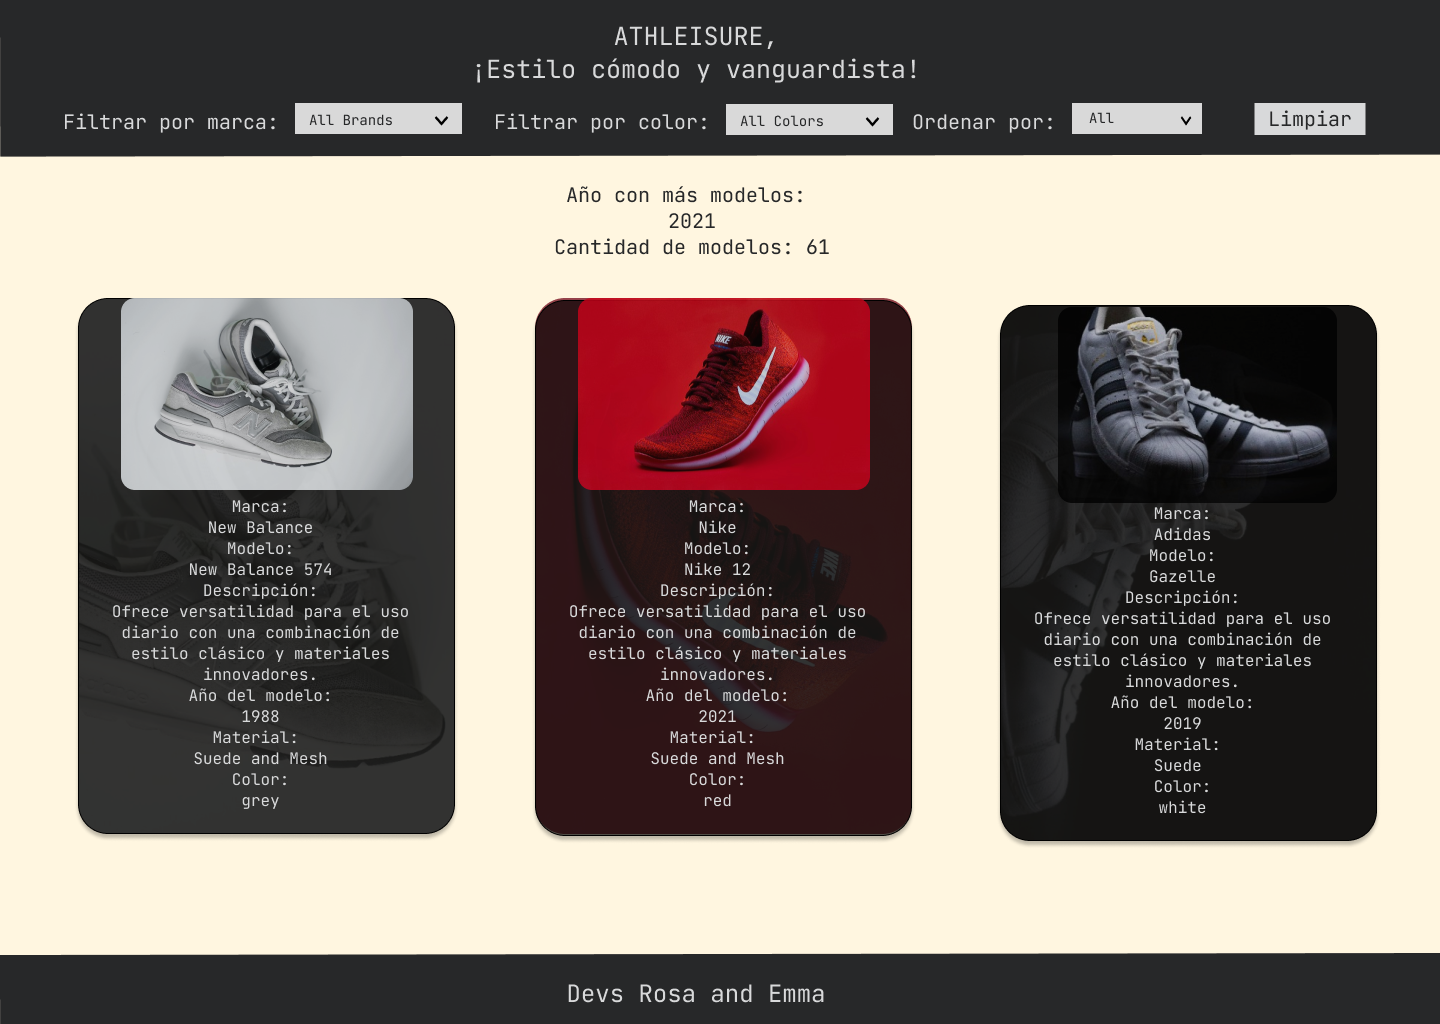 ATHLEISURE,
¡Estilo cómodo y vanguardista!
Filtrar por marca: All Brands Filtrar por color: All Colors Ordenar por: All Limpiar
Año con más modelos:
2021
Cantidad de modelos: 61
N
Marca:
New Balance
Modelo:
New Balance 574
Descripción:
Ofrece versatilidad para el uso
diario con una combinación de
estilo clásico y materiales
innovadores.
Año del modelo:
1988
Material:
Suede and Mesh
Color:
grey
NIKE
Marca:
Nike
Modelo:
Nike 12
NIKE
Descripción:
Ofrece versatilidad para el uso
diario con una combinación de
estilo clásico y materiales
innovadores.
Año del modelo:
2021
Material:
Suede and Mesh
Color:
red
adidas
Marca:
Adidas
Modelo:
Gazelle
Descripción:
Ofrece versatilidad para el uso
diario con una combinación de
estilo clásico y materiales
innovadores.
Año del modelo:
2019
Material:
Suede
Color:
white
Devs Rosa and Emma